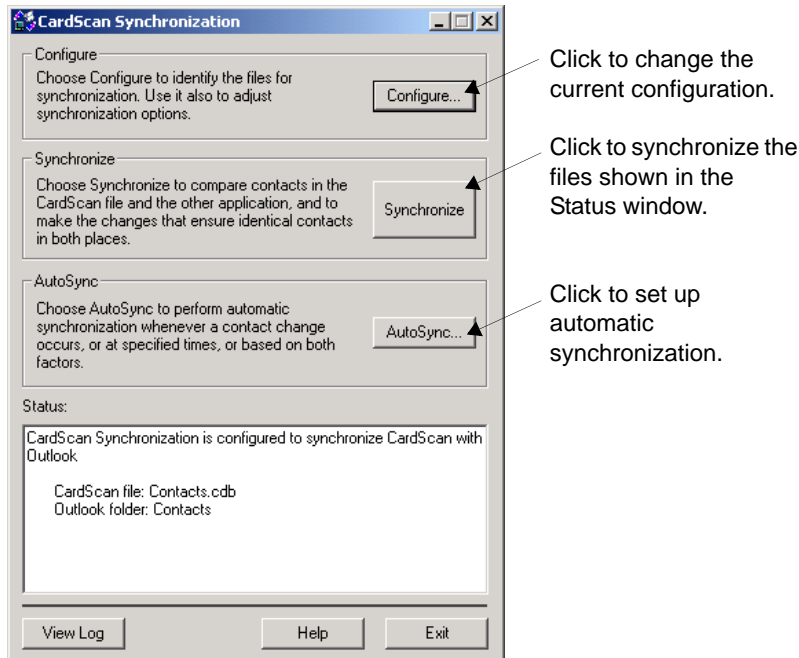 CardScan Synchronization
Configure
Choose Configure to identify the files for
synchronization. Use it also to adjust
synchronization options.
Configure...
Click to change the
current configuration.
Synchronize
Choose Synchronize to compare contacts in the
CardScan file and the other application, and to
make the changes that ensure identical contacts
in both places.
Synchronize
Click to synchronize the
files shown in the
Status window.
AutoSync
Choose AutoSync to perform automatic
synchronization whenever a contact change
occurs, or at specified times, or based on both
factors.
AutoSync...
Click to set up
automatic
synchronization.
Status:
CardScan Synchronization is configured to synchronize CardScan with
Outlook
CardScan file: Contacts.cdb
Outlook folder: Contacts
View Log
Help
Exit